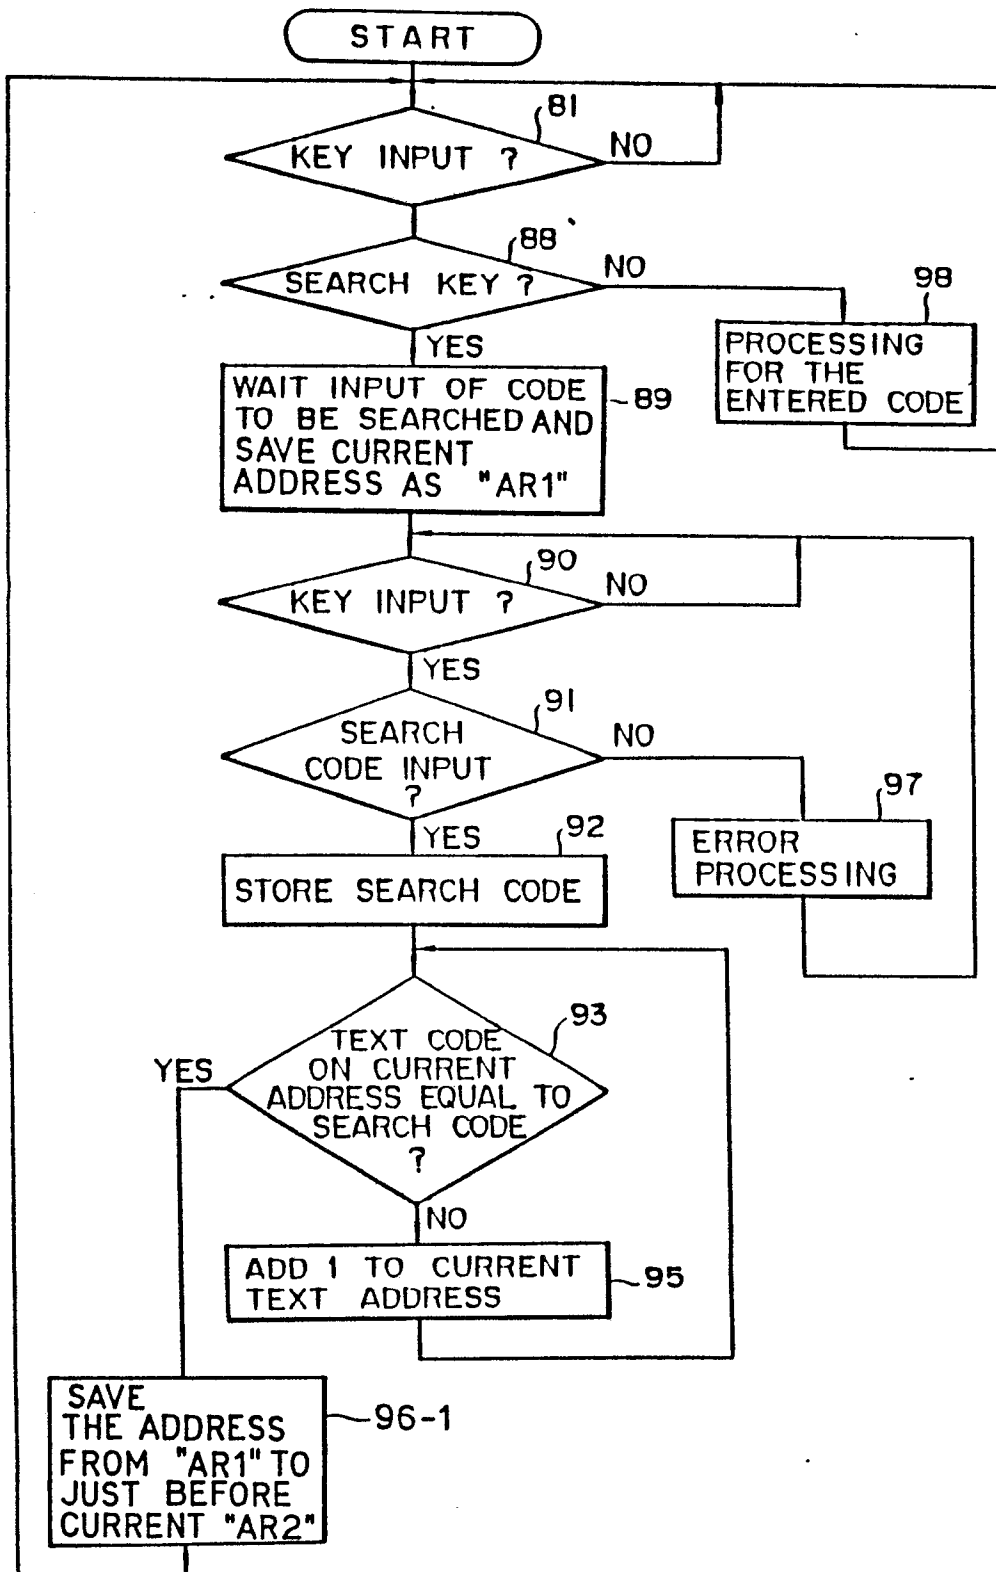 START
81
KEY INPUT ?
NO
88
SEARCH KEY ?
NO
98
YES
PROCESSING
FOR THE
ENTERED CODE
WAIT INPUT OF CODE
TO BE SEARCHED AND
SAVE CURRENT
ADDRESS AS "AR1"
89
90
KEY INPUT ?
NO
YES
91
SEARCH
CODE INPUT
?
NO
97
YES
92
ERROR
PROCESSING
STORE SEARCH CODE
93
TEXT CODE
ON CURRENT
ADDRESS EQUAL TO
SEARCH CODE
?
YES
NO
ADD 1 TO CURRENT
TEXT ADDRESS
95
SAVE
THE ADDRESS
FROM "AR1" TO
JUST BEFORE
CURRENT "AR2"
96-1